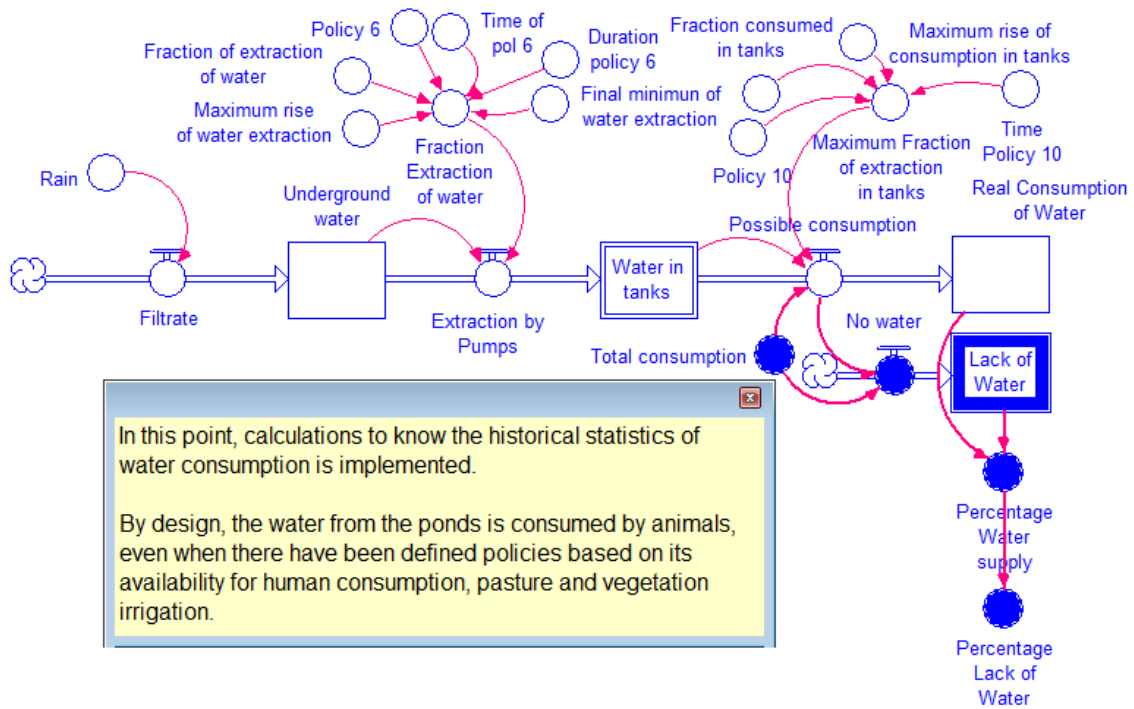 Policy 6
Time of
pol 6
Fraction of extraction
of water
Duration
policy 6
Maximum rise
of water extraction
Final minimun of
water extraction
Fraction
Extraction
of water
Fraction consumed
in tanks
Maximum rise of
consumption in tanks
Policy 10
Maximum Fraction
of extraction
in tanks
Time
Policy 10
Rain
Underground
water
Possible consumption
Real Consumption
of Water
Filtrate
Extraction by
Pumps
Water in
tanks
Total consumption
No water
Lack of
Water
In this point, calculations to know the historical statistics of
water consumption is implemented.
By design, the water from the ponds is consumed by animals,
even when there have been defined policies based on its
availability for human consumption, pasture and vegetation
irrigation.
Percentage
Water
supply
Percentage
Lack of
Water